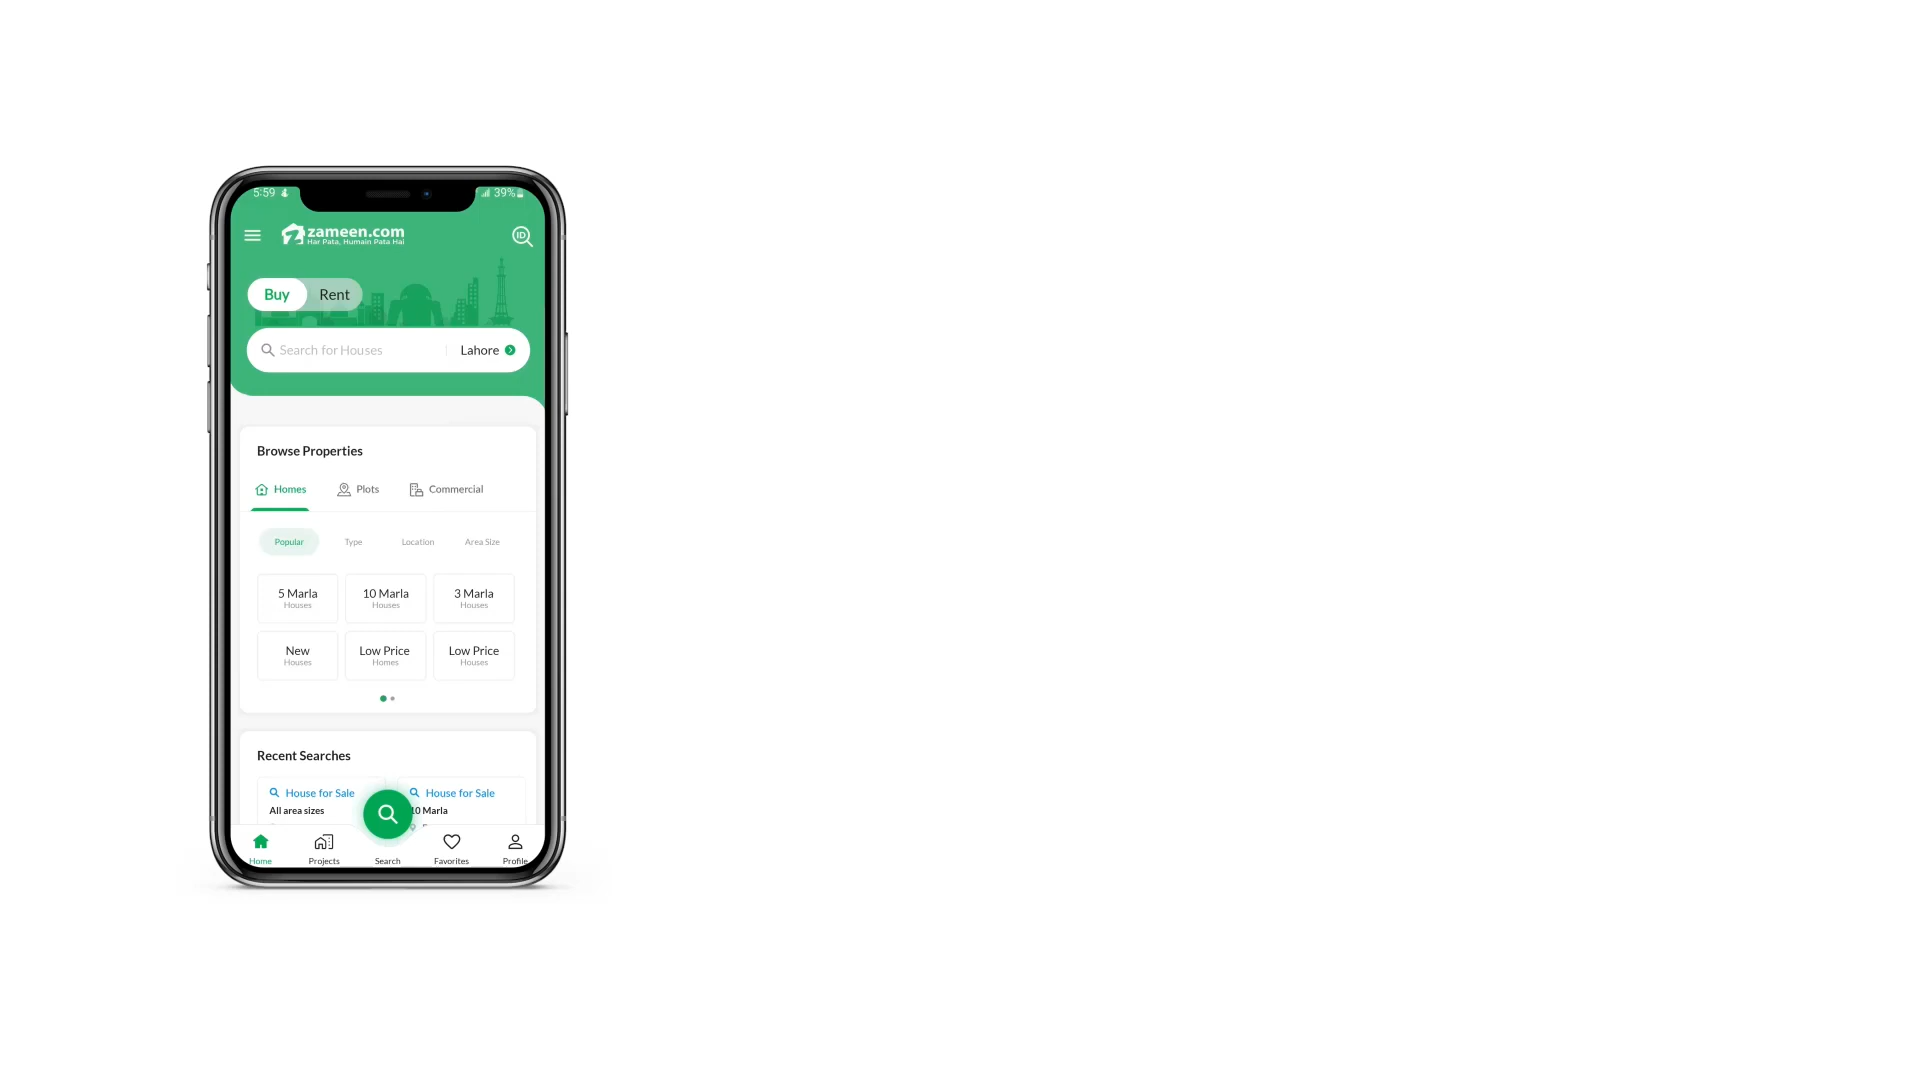 5:59
39%
zameen.com
Har Pata, Humain Pata Hai
ID
Buy
Rent
Search for Houses
Lahore
Browse Properties
Homes
Plots
Commercial
Popular
Type
Location
Area Size
5 Marla
Houses
10 Marla
Houses
3 Marla
Houses
New
Houses
Low Price
Homes
Low Price
Houses
Recent Searches
House for Sale
All area sizes
House for Sale
10 Marla
Home
Projects
Search
Favorites
Profile